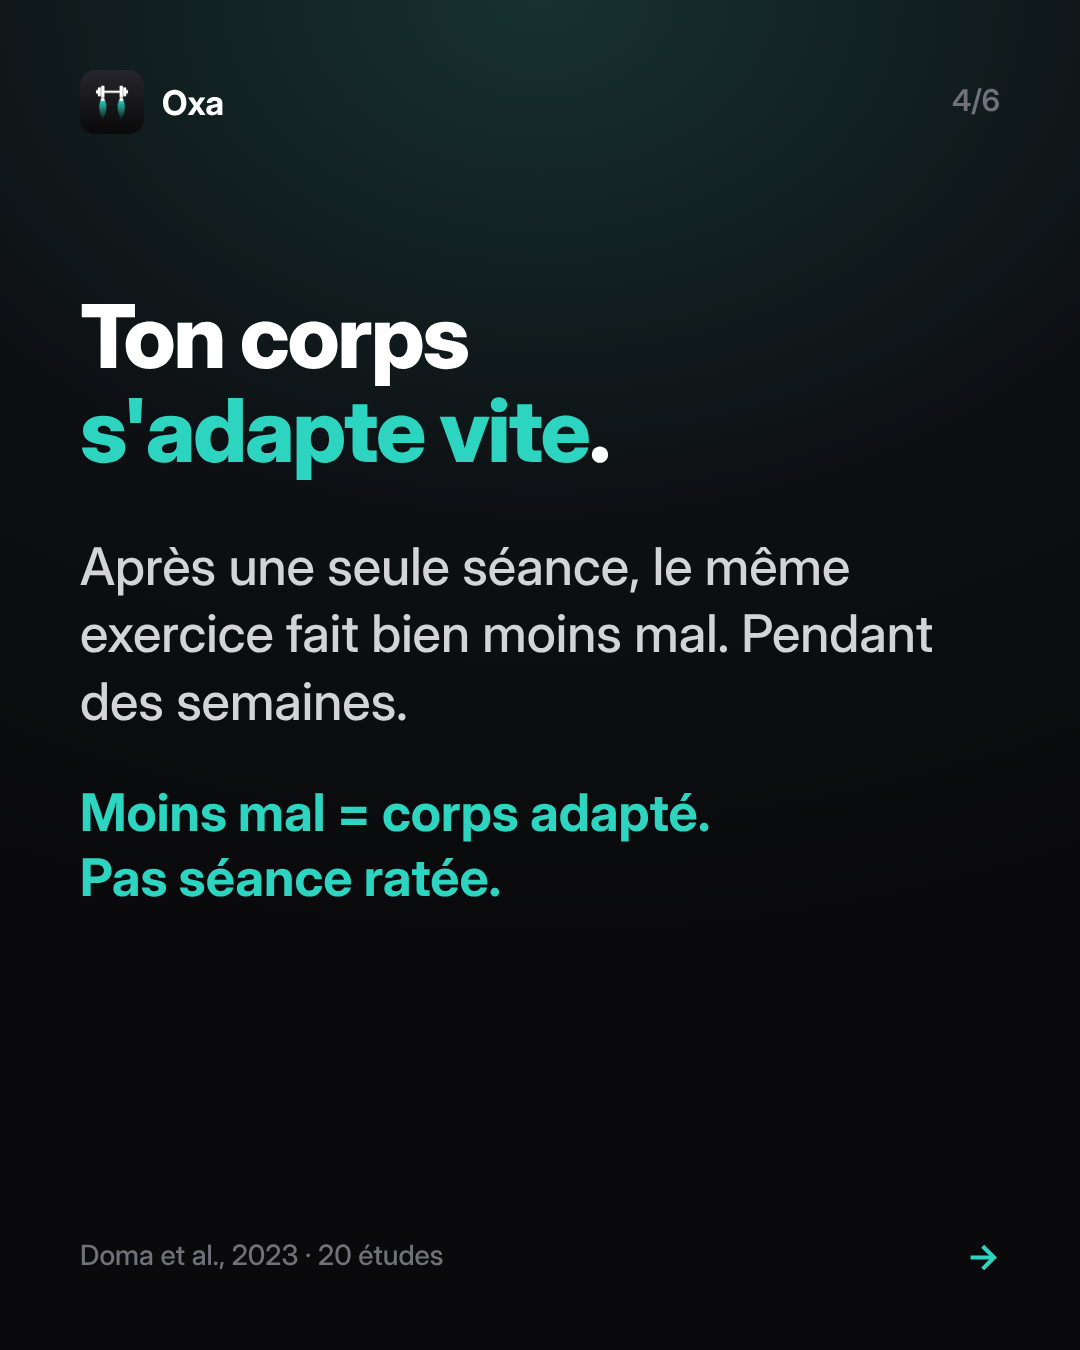 Oxa
4/6
Ton corps
s'adapte vite.
Après une seule séance, le même
exercice fait bien moins mal. Pendant
des semaines.
Moins mal = corps adapté.
Pas séance ratée.
Doma et al., 2023 · 20 études
→